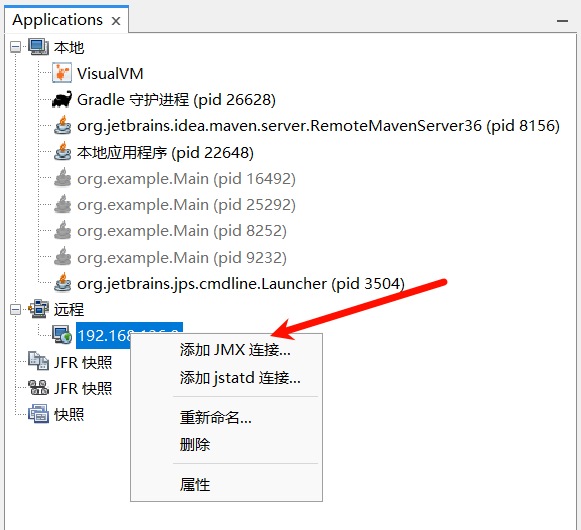 Applications
本地
VisualVM
Gradle 守护进程 (pid 26628)
org.jetbrains.idea.maven.server.RemoteMavenServer36 (pid 8156)
本地应用程序 (pid 22648)
org.example.Main (pid 16492)
org.example.Main (pid 25292)
org.example.Main (pid 8252)
org.example.Main (pid 9232)
org.jetbrains.jps.cmdline.Launcher (pid 3504)
远程
192.168
添加 JMX 连接...
JFR 快照
添加 jstatd 连接...
JFR 快照
快照
重新命名...
删除
属性